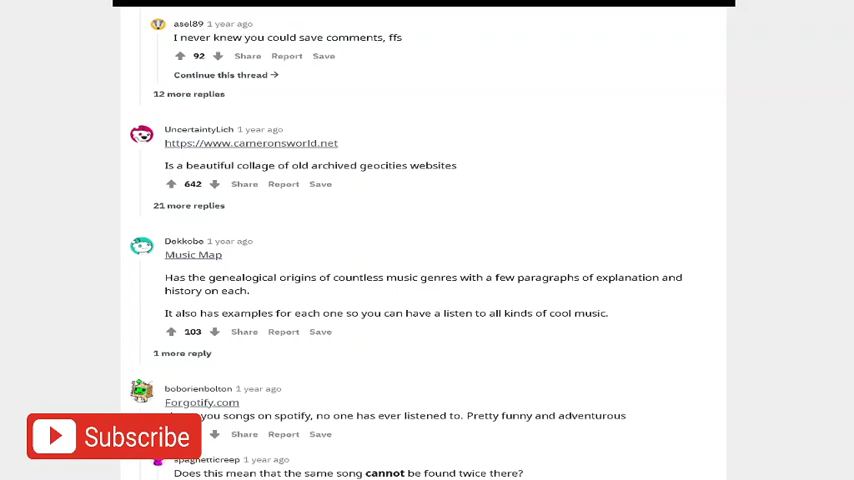 asel89 1 year ago
I never knew you could save comments, ffs
92 Share Report Save
Continue this thread →
12 more replies
UncertaintyLich 1 year ago
https://www.cameronsworld.net
Is a beautiful collage of old archived geocities websites
642 Share Report Save
21 more replies
Dekkobe 1 year ago
Music Map
Has the genealogical origins of countless music genres with a few paragraphs of explanation and
history on each.
It also has examples for each one so you can have a listen to all kinds of cool music.
103 Share Report Save
1 more reply
boborienbolton 1 year ago
Forgotify.com
you songs on spotify, no one has ever listened to. Pretty funny and adventurous
Share Report Save
Subscribe
spaghetticreep 1 year ago
Does this mean that the same song cannot be found twice there?